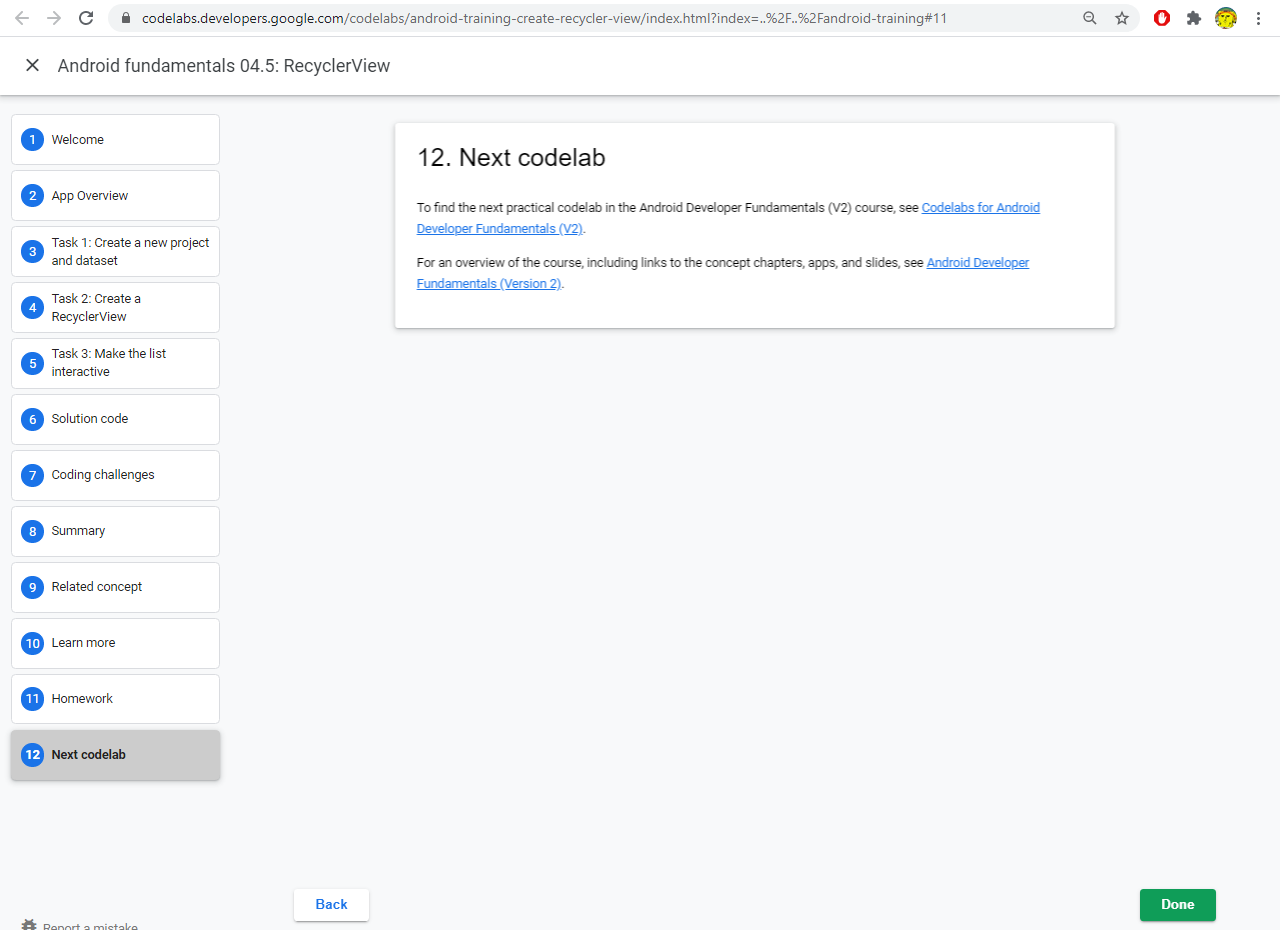 codelabs.developers.google.com/codelabs/android-training-create-recycler-view/index.html?index=..%2F..%2Fandroid-training#11
Android fundamentals 04.5: RecyclerView
1 Welcome
2 App Overview
3 Task 1: Create a new project
and dataset
4 Task 2: Create a
RecyclerView
5 Task 3: Make the list
interactive
6 Solution code
7 Coding challenges
8 Summary
9 Related concept
10 Learn more
11 Homework
12 Next codelab
12. Next codelab
To find the next practical codelab in the Android Developer Fundamentals (V2) course, see Codelabs for Android
Developer Fundamentals (V2).
For an overview of the course, including links to the concept chapters, apps, and slides, see Android Developer
Fundamentals (Version 2).
Back
Done
Report a mistake